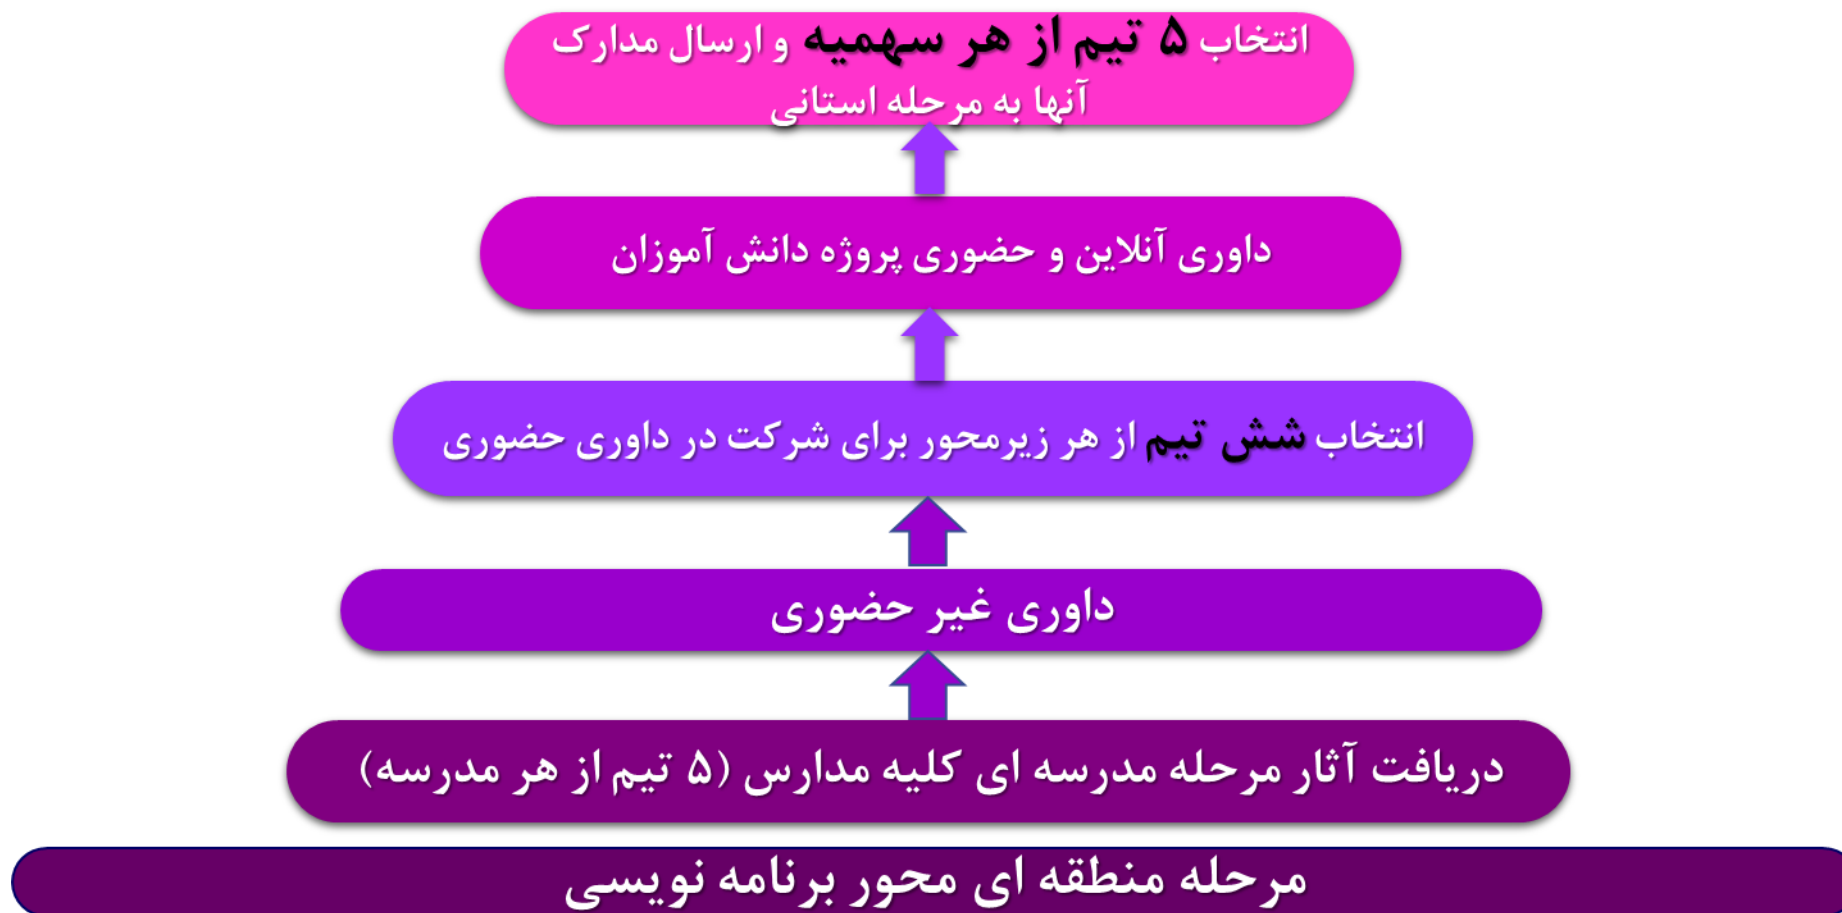 انتخاب ۵ تیم از هر سهمیه و ارسال مدارک
آنها به مرحله استانی
داوری آنلاین و حضوری پروژه دانش آموزان
انتخاب شش تیم از هر زیرمحور برای شرکت در داوری حضوری
داوری غیر حضوری
دریافت آثار مرحله مدرسه ای کلیه مدارس (۵ تیم از هر مدرسه)
مرحله منطقه ای محور برنامه نویسی